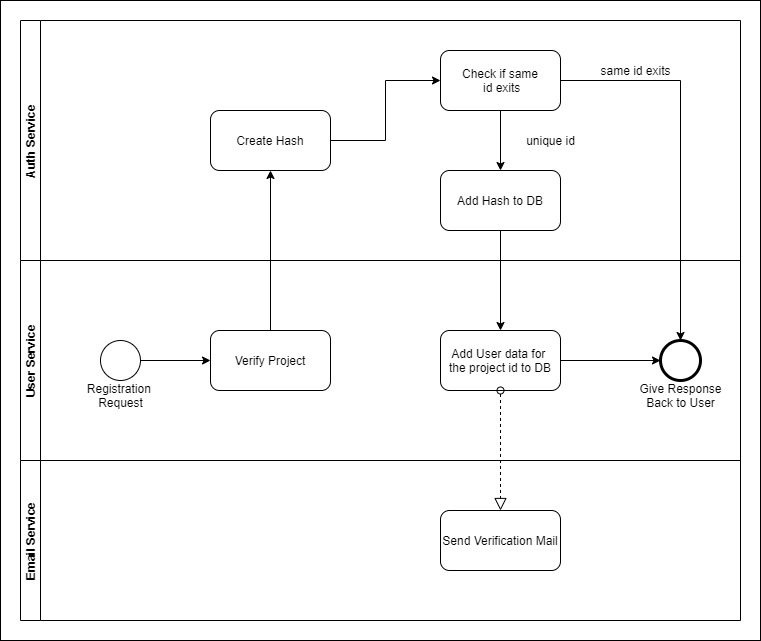 Auth Service
Check if same
id exits
same id exits
Create Hash
unique id
Add Hash to DB
User Service
Verify Project
Add User data for
the project id to DB
Registration
Request
Give Response
Back to User
Email Service
Send Verification Mail